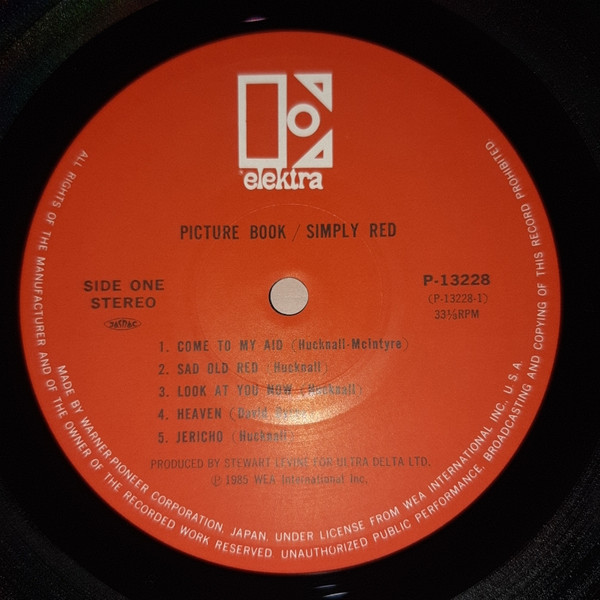 elektra
PICTURE BOOK / SIMPLY RED
SIDE ONE
STEREO
JASRAC
P-13228
(P-13228-1)
33⅓RPM
1. COME TO MY AID (Hucknall-McIntyre)
2. SAD OLD RED (Hucknall)
3. LOOK AT YOU NOW (Hucknall)
4. HEAVEN (David
5. JERICHO (Hucknall
PRODUCED BY STEWART LEVINE FOR ULTRA DELTA LTD.
℗ 1985 WEA International Inc.
ALL RIGHTS OF THE MANUFACTURER AND OF THE OWNER OF THE RECORDED WORK RESERVED. UNAUTHORIZED PUBLIC PERFORMANCE, BROADCASTING AND COPYING OF THIS RECORD PROHIBITED.
MADE BY WARNER-PIONEER CORPORATION, JAPAN, UNDER LICENSE FROM WEA INTERNATIONAL INC., U.S.A.